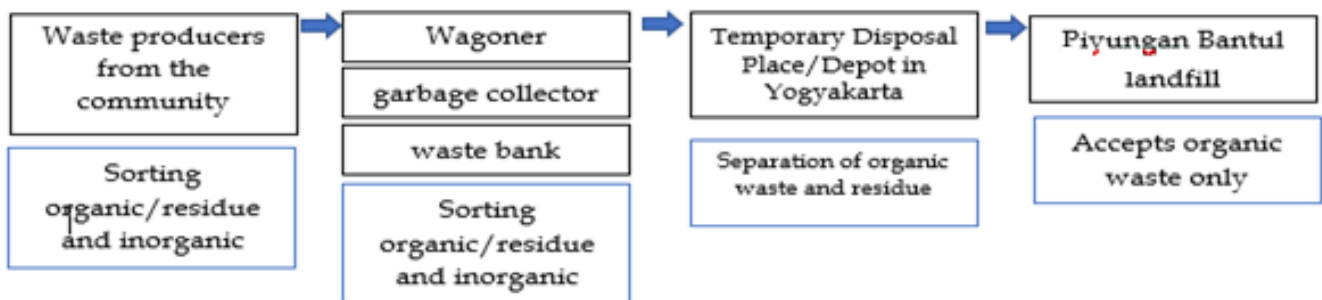 Waste producers
from the
community
Sorting
organic/residue
and inorganic
Wagoner
garbage collector
waste bank
Sorting
organic/residue
and inorganic
Temporary Disposal
Place/Depot in
Yogyakarta
Separation of organic
waste and residue
Piyungan Bantul
landfill
Accepts organic
waste only